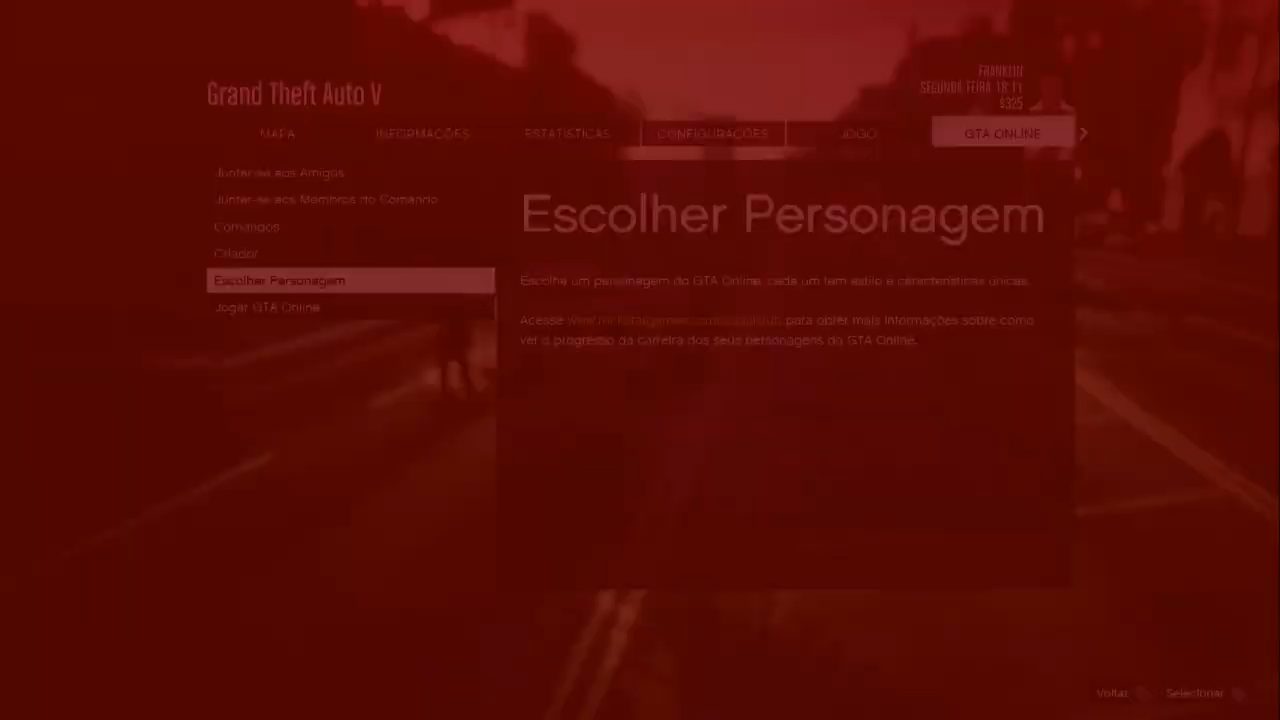 Grand Theft Auto V
FRANKLIN
SEGUNDA FEIRA 18:11
$325
MAPA
INFORMAÇÕES
ESTATÍSTICAS
CONFIGURAÇÕES
JOGO
GTA ONLINE
Junter-se aos Amigos
Junter-se aos Membros do Comando
Comandos
Criador
Escolher Personagem
Jogar GTA Online
Escolher Personagem
Escolhe um personagem do GTA Online, cada um tem estilo e características únicas.
Acesse para obter mais informações sobre como
ver o progresso da carreira dos seus personagens do GTA Online.
Voltar
Selecionar